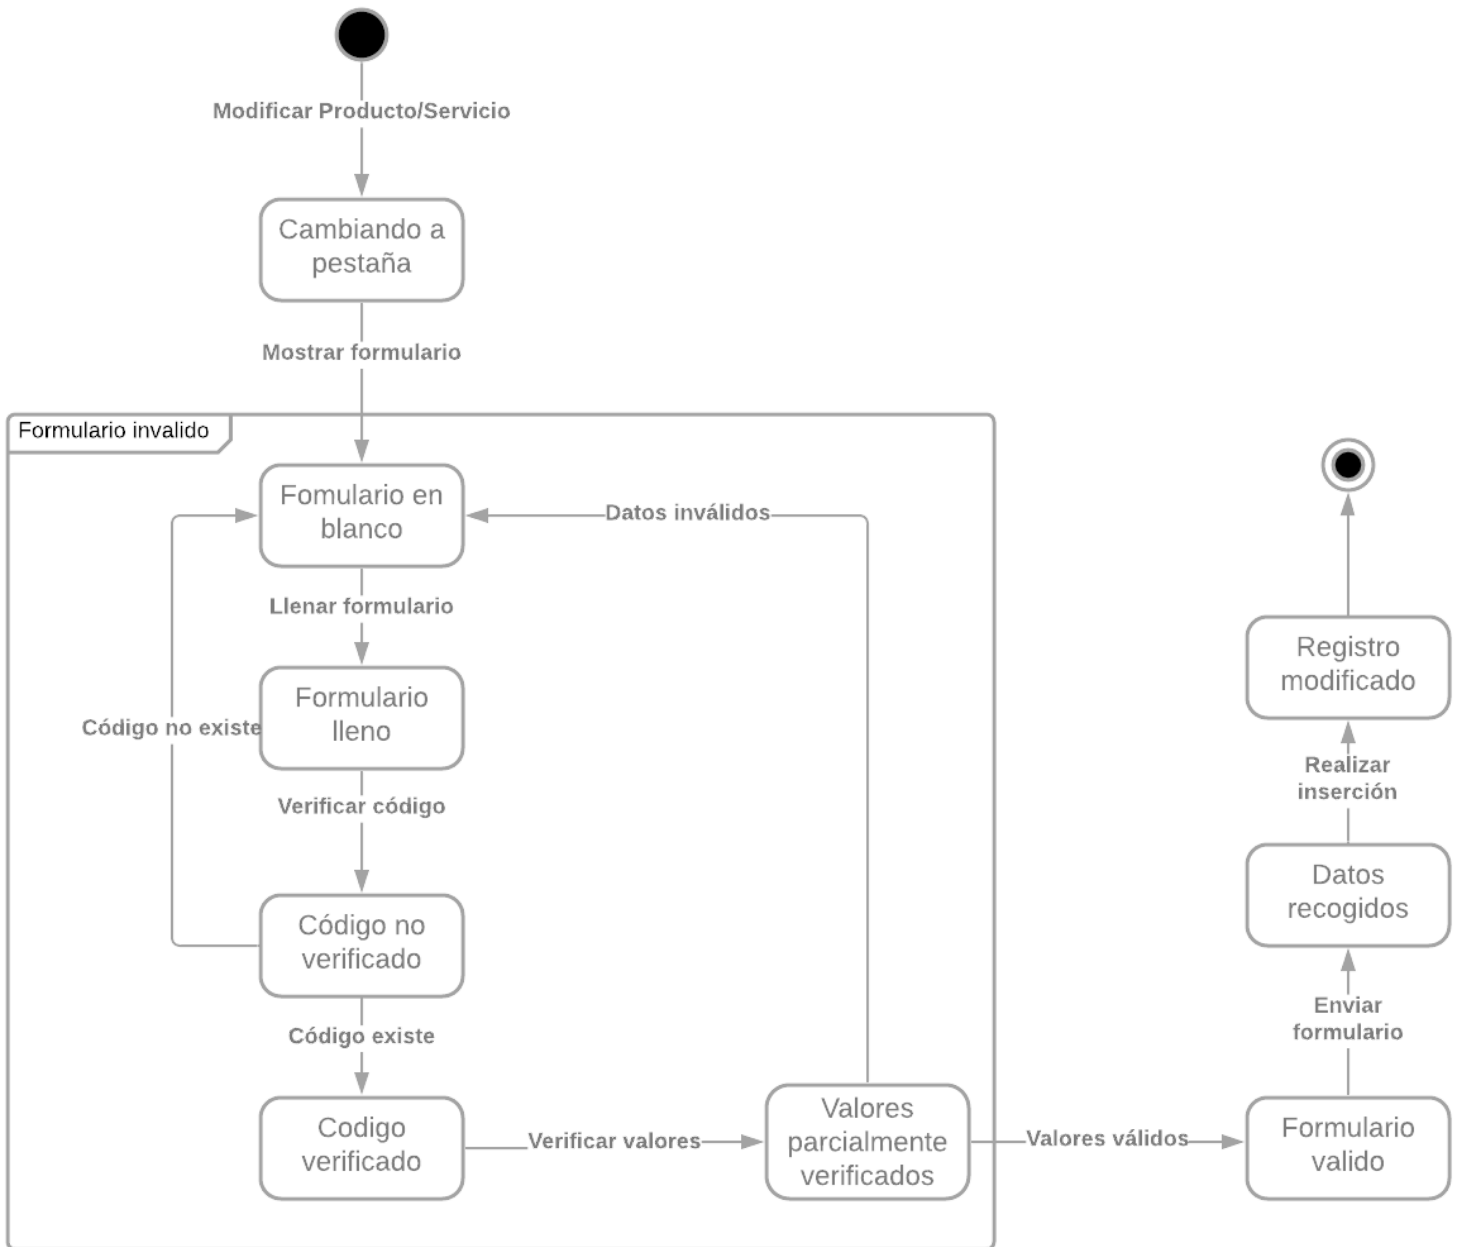 Modificar Producto/Servicio
Cambiando a
pestaña
Mostrar formulario
Formulario invalido
Fomulario en
blanco
Datos inválidos
Llenar formulario
Formulario
lleno
Código no existe
Verificar código
Código no
verificado
Código existe
Codigo
verificado
Verificar valores
Valores
parcialmente
verificados
Valores válidos
Formulario
valido
Enviar
formulario
Datos
recogidos
Realizar
inserción
Registro
modificado